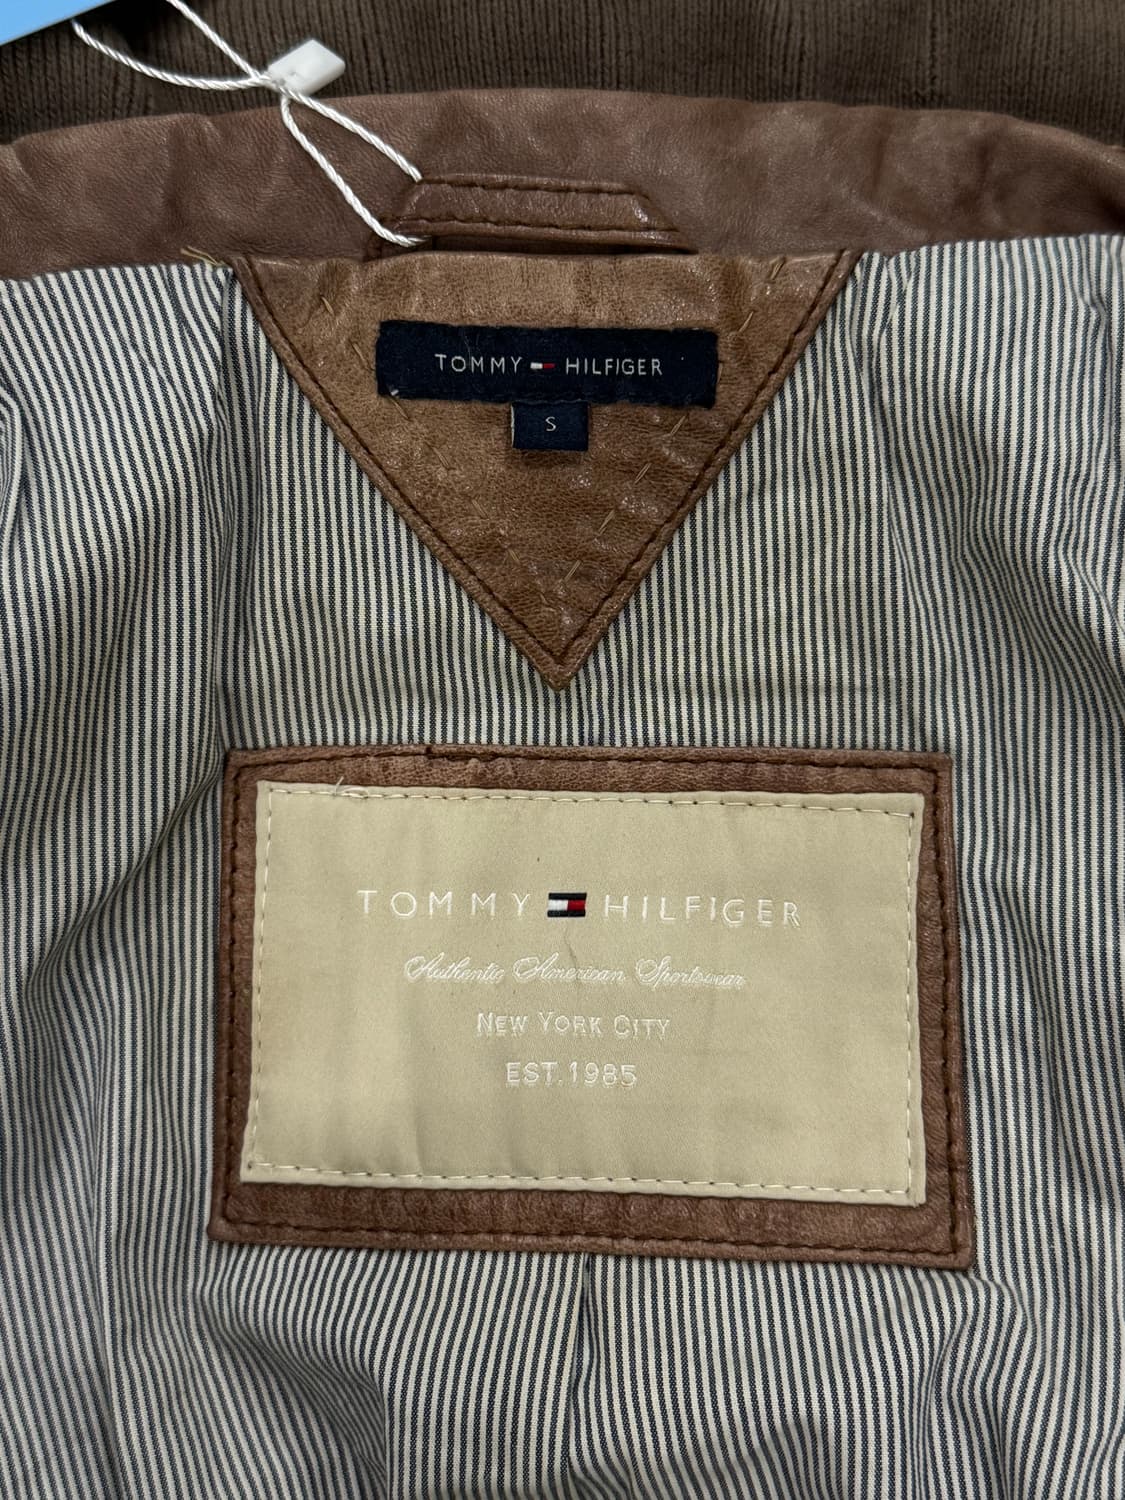 TOMMY HILFIGER
S
TOMMY HILFIGER
Authentic American Sportswear
NEW YORK CITY
EST. 1985